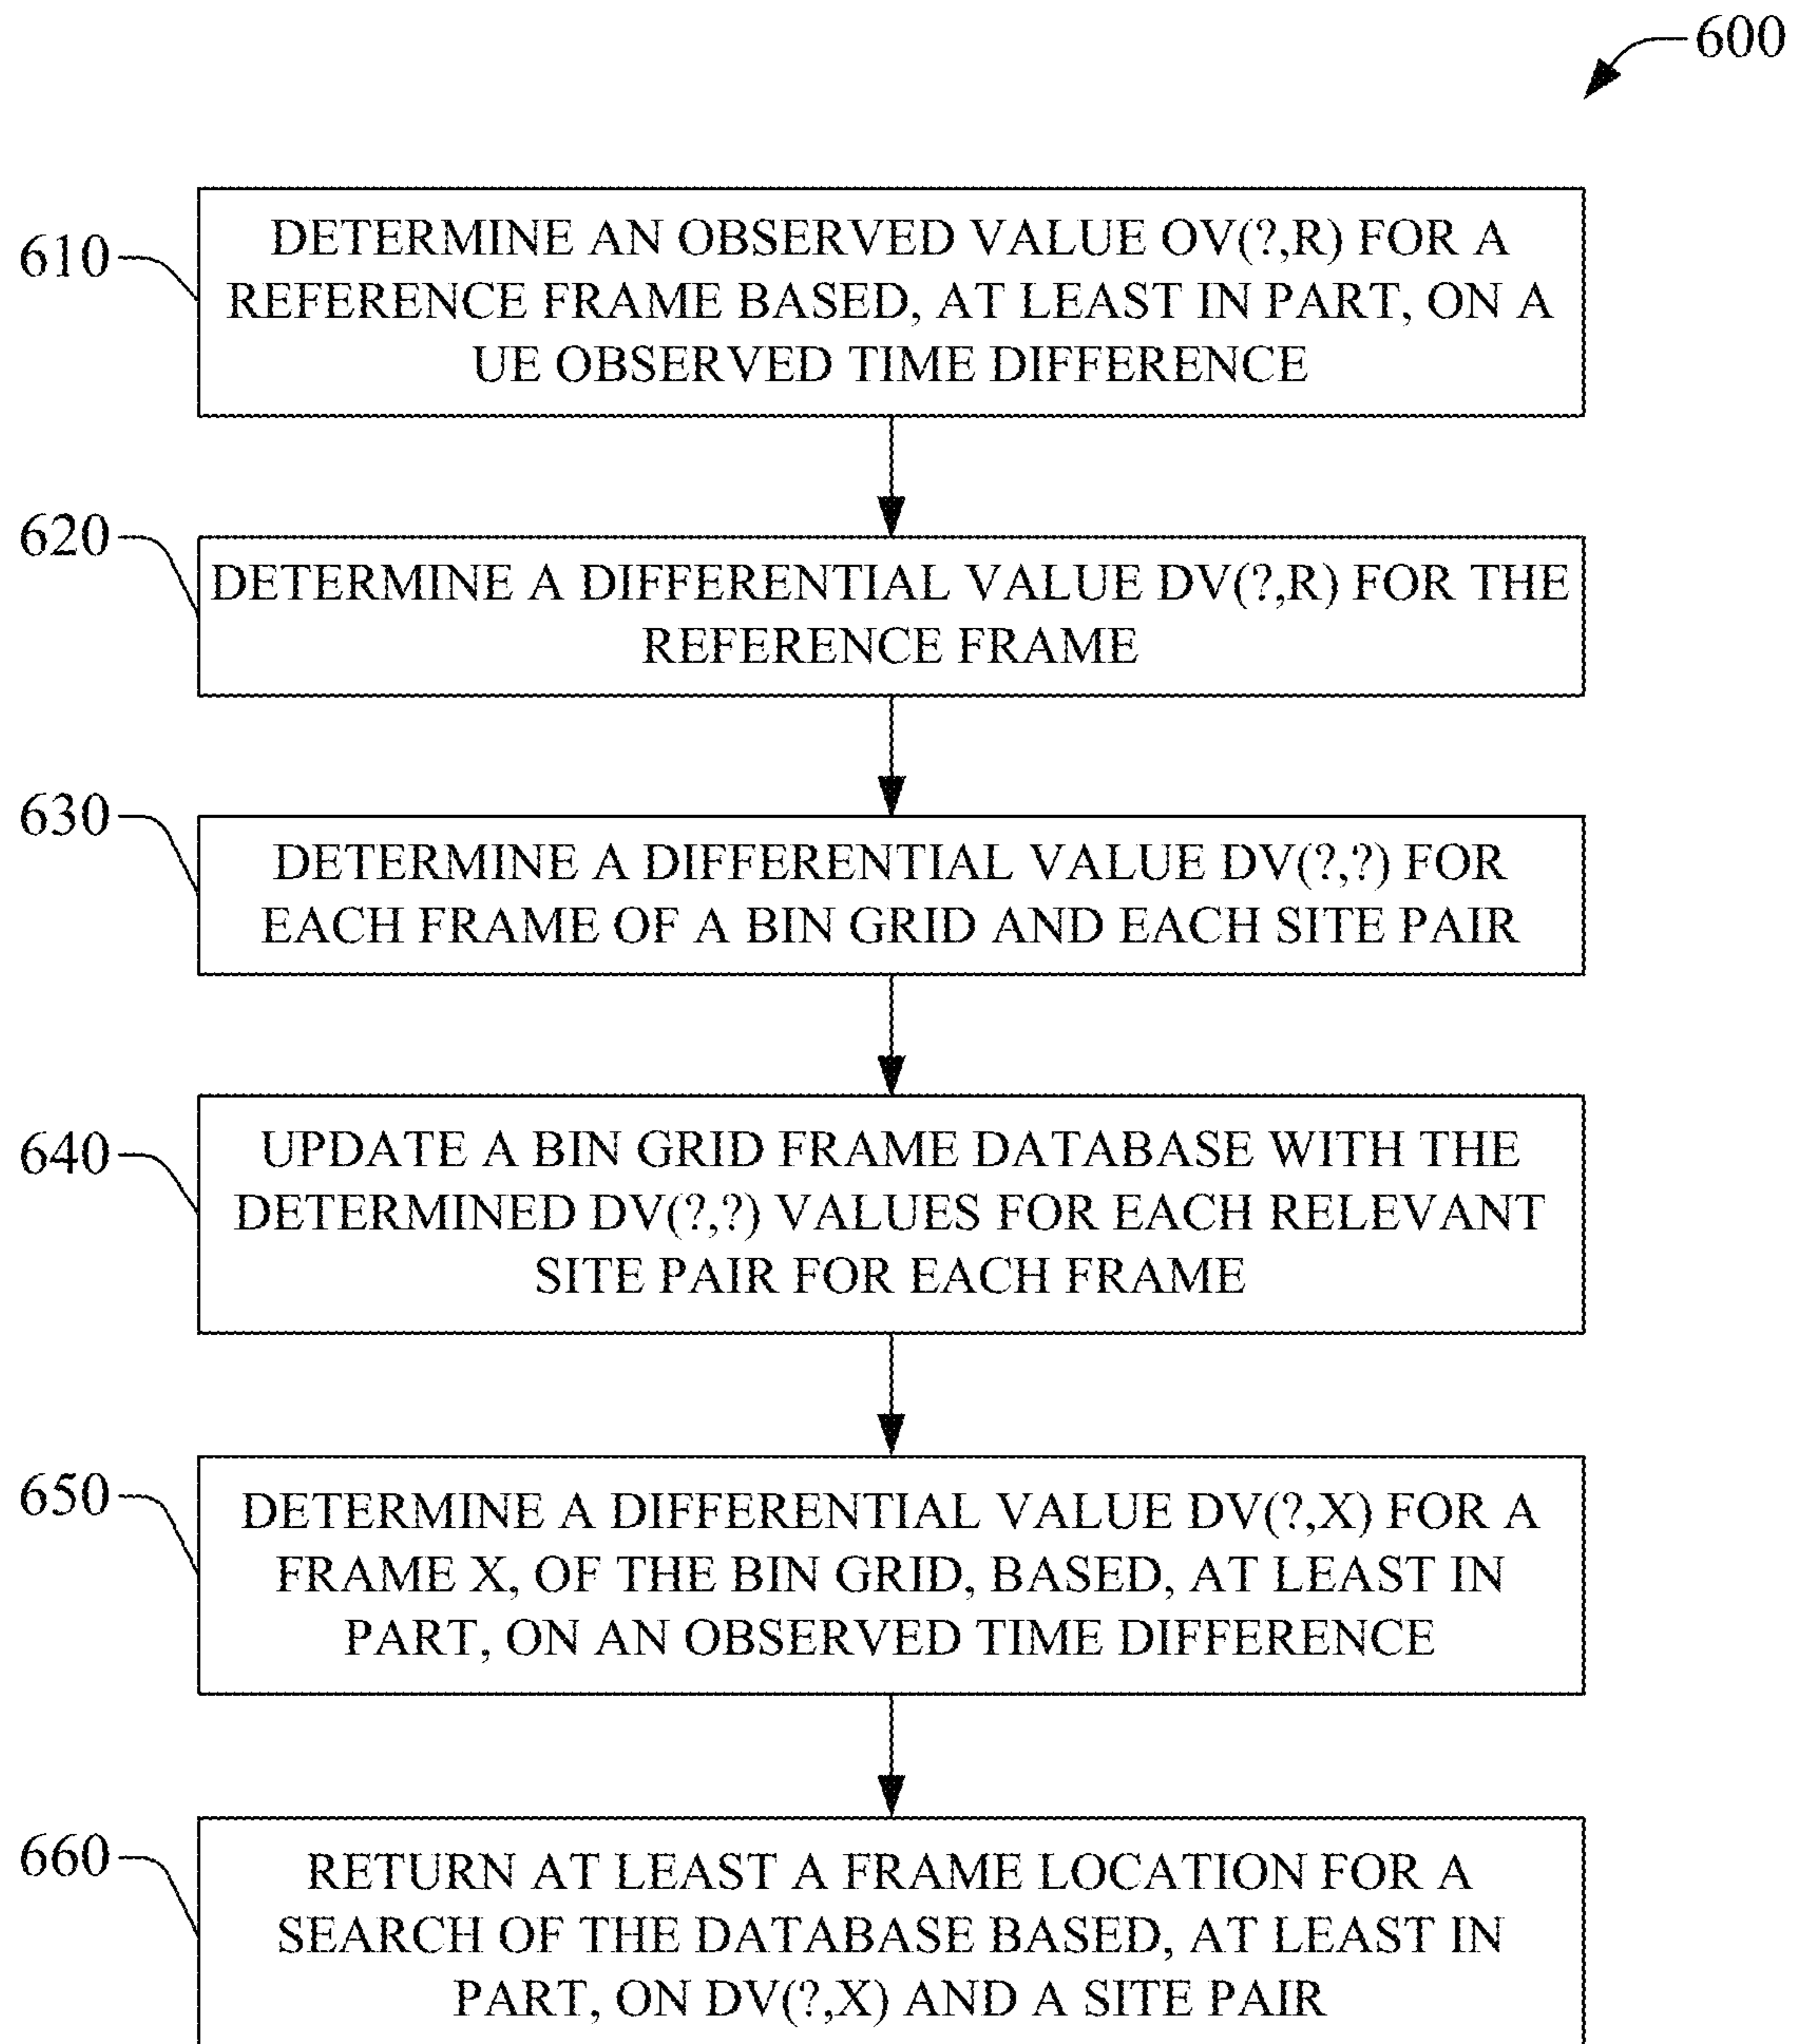 600
610
DETERMINE AN OBSERVED VALUE OV(?,R) FOR A
REFERENCE FRAME BASED, AT LEAST IN PART, ON A
UE OBSERVED TIME DIFFERENCE
620
DETERMINE A DIFFERENTIAL VALUE DV(?,R) FOR THE
REFERENCE FRAME
630
DETERMINE A DIFFERENTIAL VALUE DV(?,?) FOR
EACH FRAME OF A BIN GRID AND EACH SITE PAIR
640
UPDATE A BIN GRID FRAME DATABASE WITH THE
DETERMINED DV(?,?) VALUES FOR EACH RELEVANT
SITE PAIR FOR EACH FRAME
650
DETERMINE A DIFFERENTIAL VALUE DV(?,X) FOR A
FRAME X, OF THE BIN GRID, BASED, AT LEAST IN
PART, ON AN OBSERVED TIME DIFFERENCE
660
RETURN AT LEAST A FRAME LOCATION FOR A
SEARCH OF THE DATABASE BASED, AT LEAST IN
PART, ON DV(?,X) AND A SITE PAIR